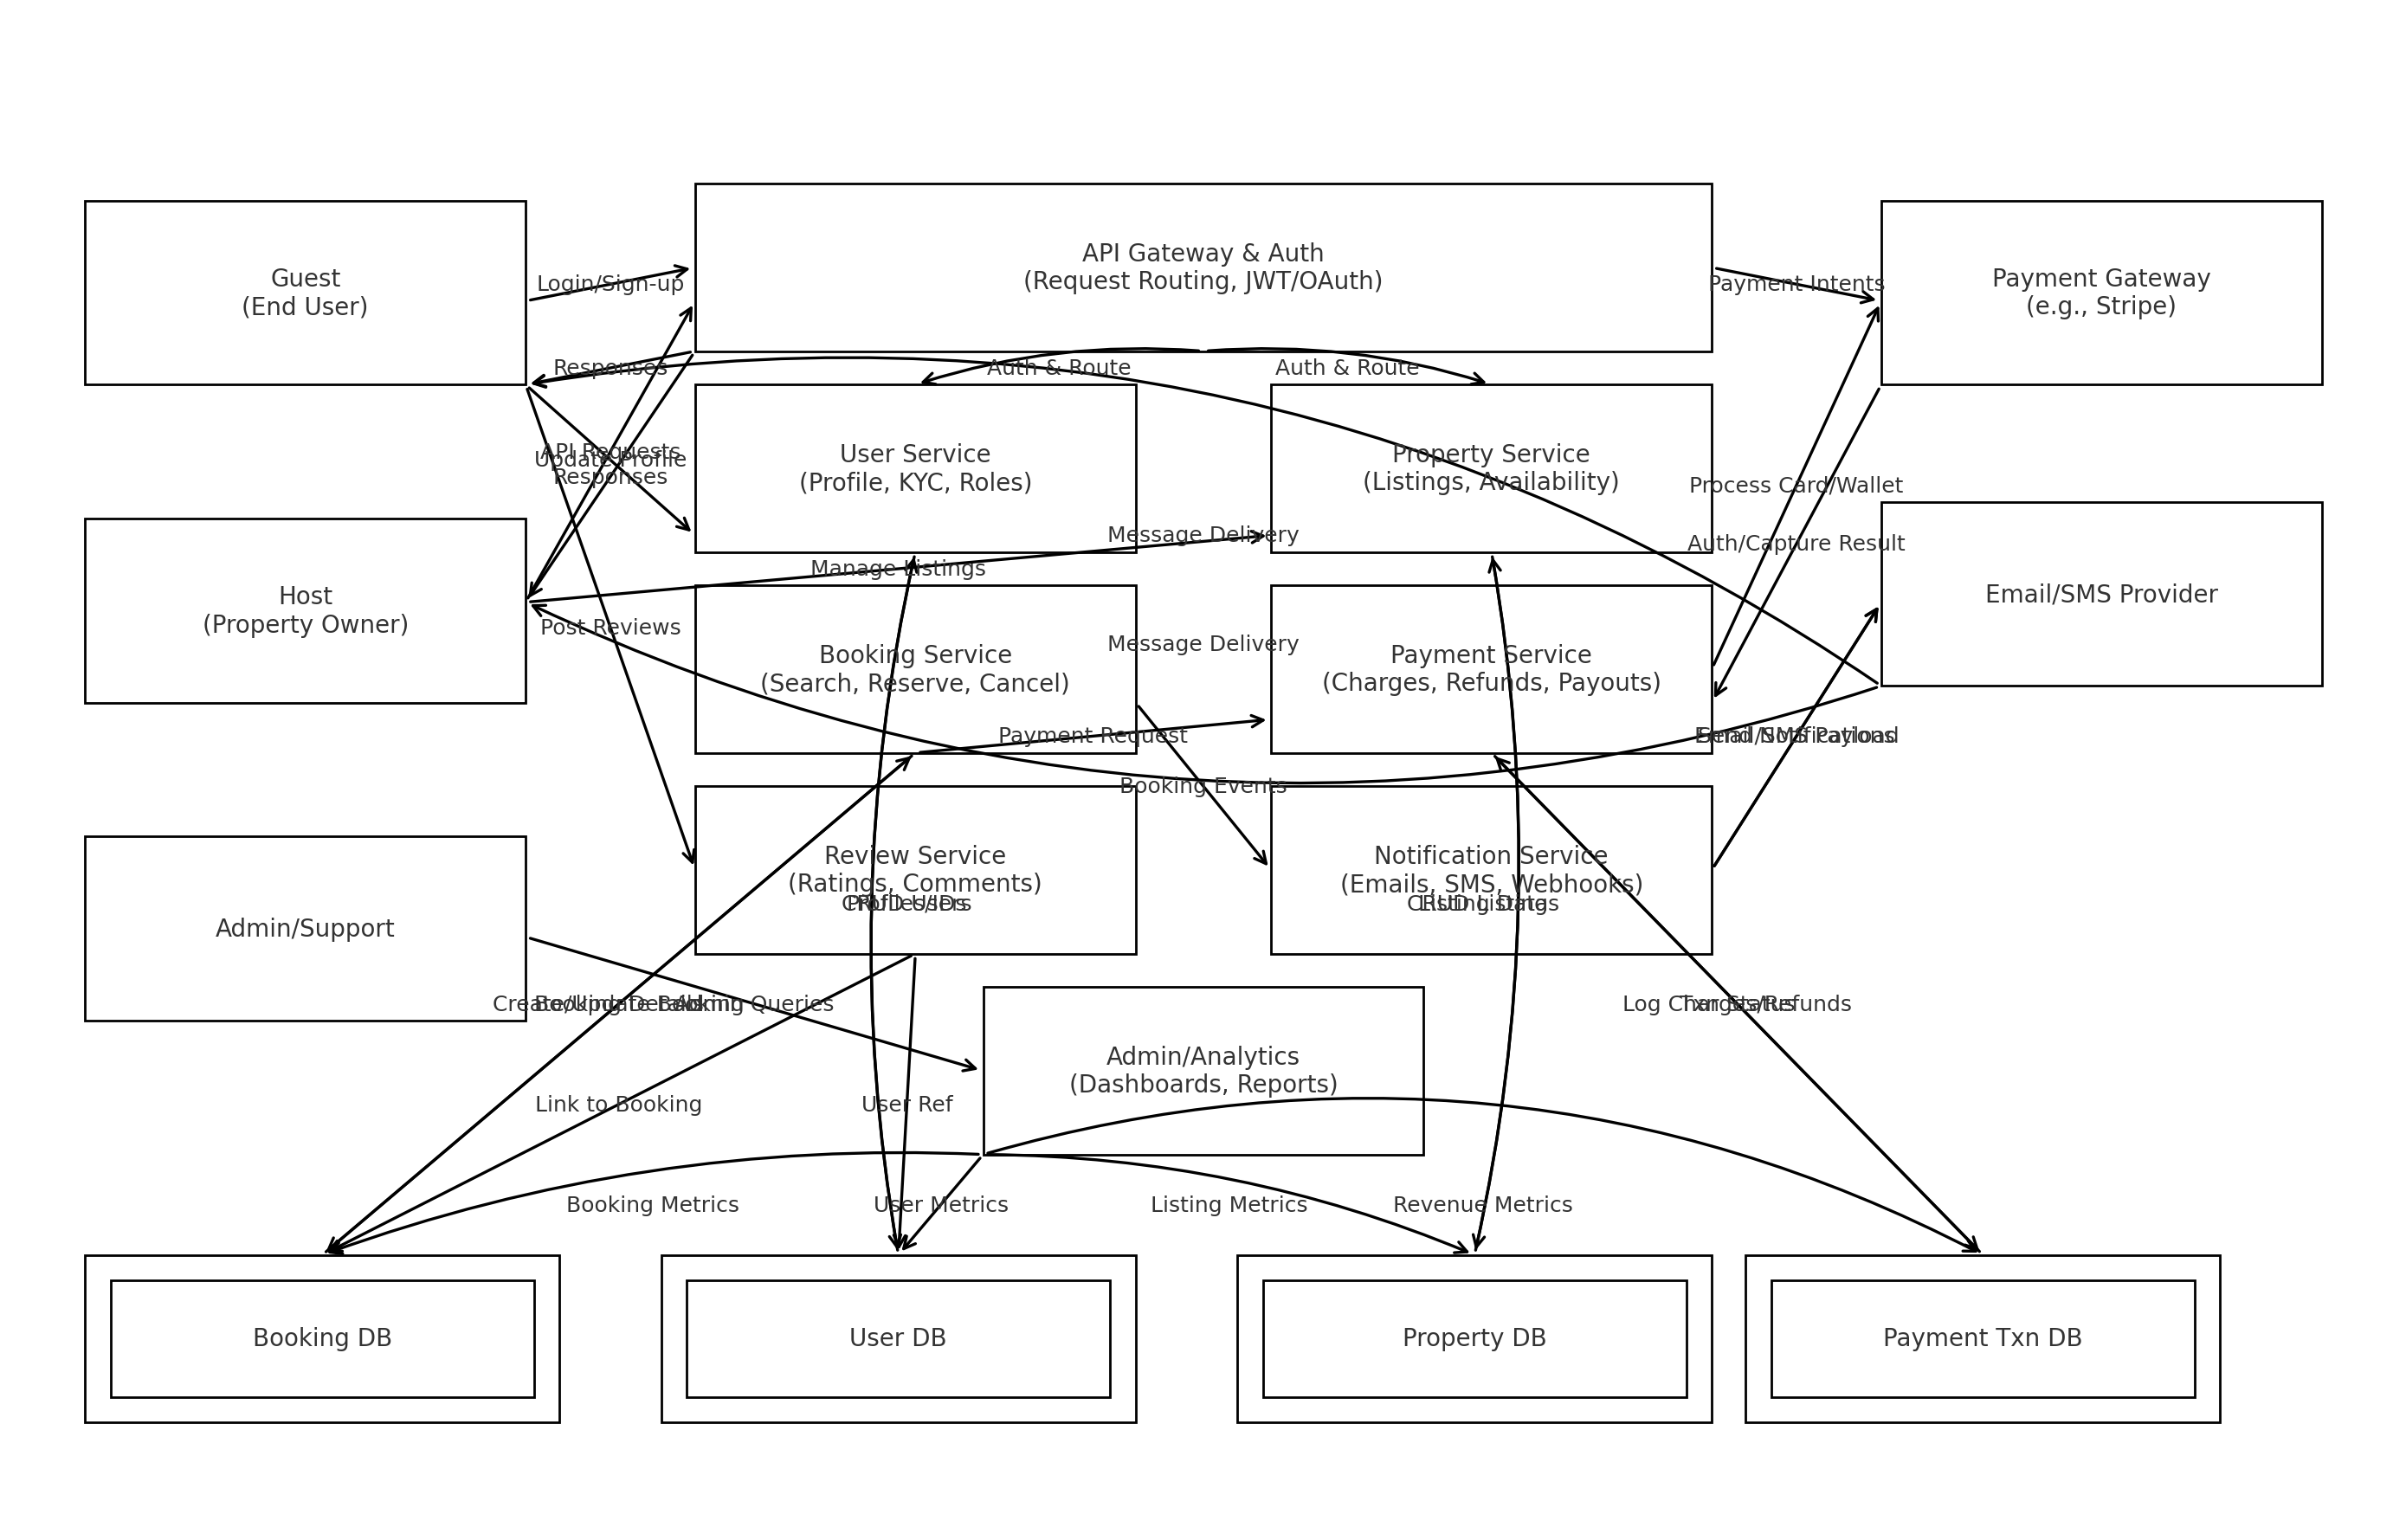 API Gateway & Auth
(Request Routing, JWT/OAuth)
Guest
(End User)
Payment Gateway
(e.g., Stripe)
Login/Sign-up
Payment Intents
Responses
Auth & Route
Auth & Route
User Service
(Profile, KYC, Roles)
Property Service
(Listings, Availability)
API Requests
Update Profile
Responses
Process Card/Wallet
Message Delivery
Auth/Capture Result
Manage Listings
Host
(Property Owner)
Email/SMS Provider
Post Reviews
Message Delivery
Booking Service
(Search, Reserve, Cancel)
Payment Service
(Charges, Refunds, Payouts)
Payment Request
Email/SMS Payload
Send Notifications
Booking Events
Review Service
(Ratings, Comments)
Notification Service
(Emails, SMS, Webhooks)
CRUD Users
Profiles/IDs
CRUD Listings
Listing Data
Admin/Support
Create/Update Booking
Booking Details
Admin Queries
Log Charges/Refunds
Txn Status
Admin/Analytics
(Dashboards, Reports)
Link to Booking
User Ref
Booking Metrics
User Metrics
Listing Metrics
Revenue Metrics
Booking DB
User DB
Property DB
Payment Txn DB